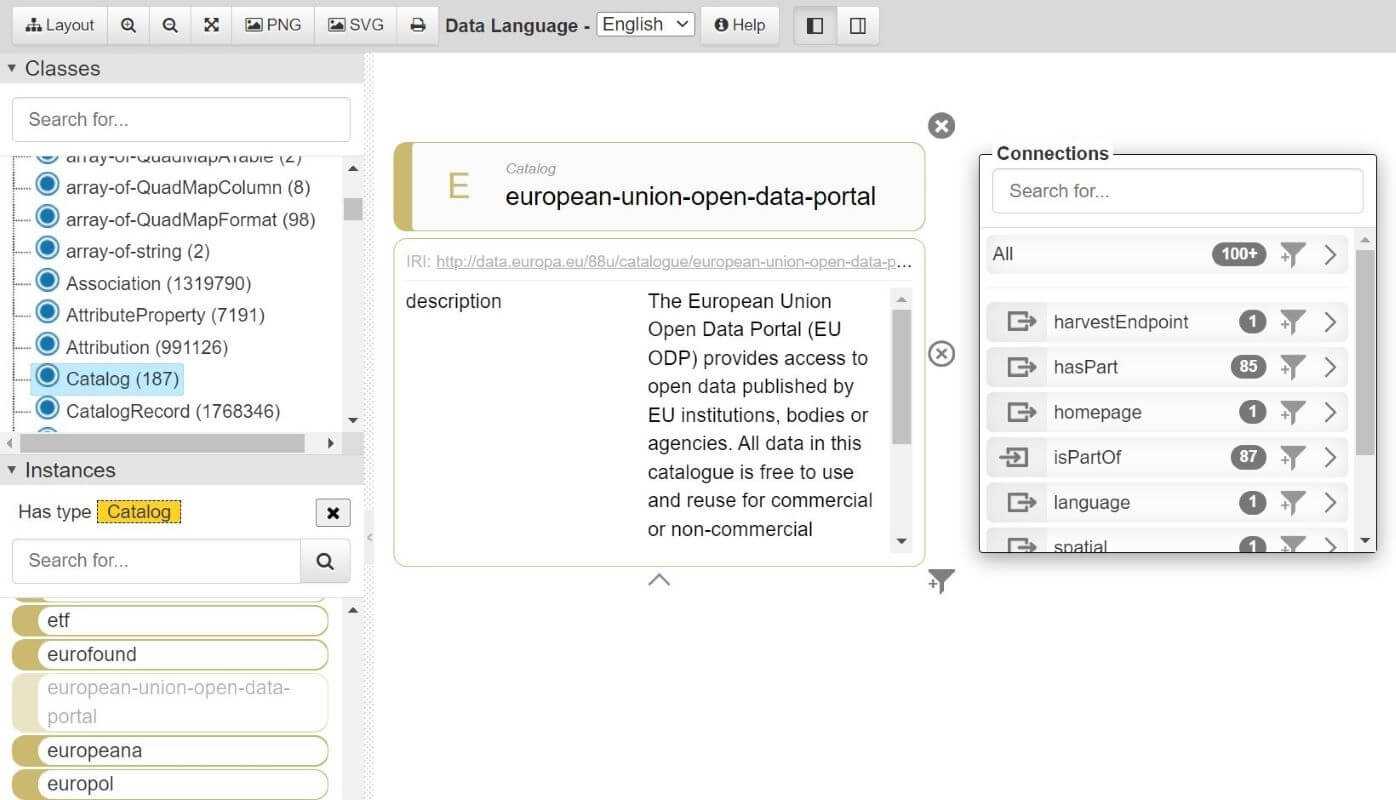 Layout PNG SVG Data Language - English Help
Classes
Search for...
array-of-QuadMapATable (2)
array-of-QuadMapColumn (8)
array-of-QuadMapFormat (98)
array-of-string (2)
Association (1319790)
AttributeProperty (7191)
Attribution (991126)
Catalog (187)
CatalogRecord (1768346)
Instances
Has type Catalog
Search for...
etf
eurofound
european-union-open-data-
portal
europeana
europol
E
Catalog
european-union-open-data-portal
IRI: http://data.europa.eu/88u/catalogue/european-union-open-data-p...
description
The European Union
Open Data Portal (EU
ODP) provides access to
open data published by
EU institutions, bodies or
agencies. All data in this
catalogue is free to use
and reuse for commercial
or non-commercial
Connections
Search for...
All 100+
harvestEndpoint 1
hasPart 85
homepage 1
isPartOf 87
language 1
spatial 1